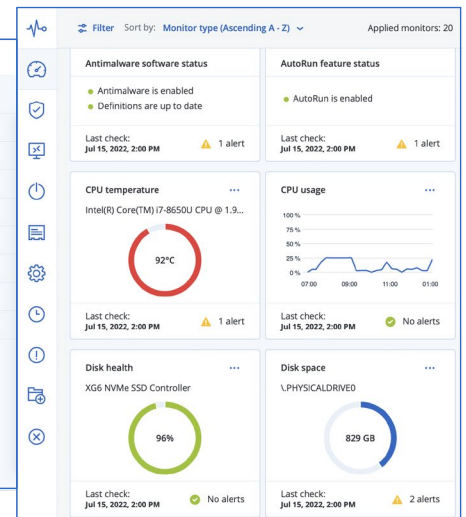 Filter Sort by: Monitor type (Ascending A - Z) Applied monitors: 20
Antimalware software status
Antimalware is enabled
Definitions are up to date
Last check:
Jul 15, 2022, 2:00 PM 1 alert
AutoRun feature status
AutoRun is enabled
Last check:
Jul 15, 2022, 2:00 PM 1 alert
CPU temperature ...
Intel(R) Core(TM) i7-8650U CPU @ 1.9...
92°C
Last check:
Jul 15, 2022, 2:00 PM 1 alert
CPU usage ...
100 %
75 %
50 %
25 %
0 %
07:00 09:00 11:00 01:00
Last check:
Jul 15, 2022, 2:00 PM No alerts
Disk health ...
XG6 NVMe SSD Controller
96%
Last check:
Jul 15, 2022, 2:00 PM No alerts
Disk space ...
\.PHYSICALDRIVE0
829 GB
Last check:
Jul 15, 2022, 2:00 PM 2 alerts